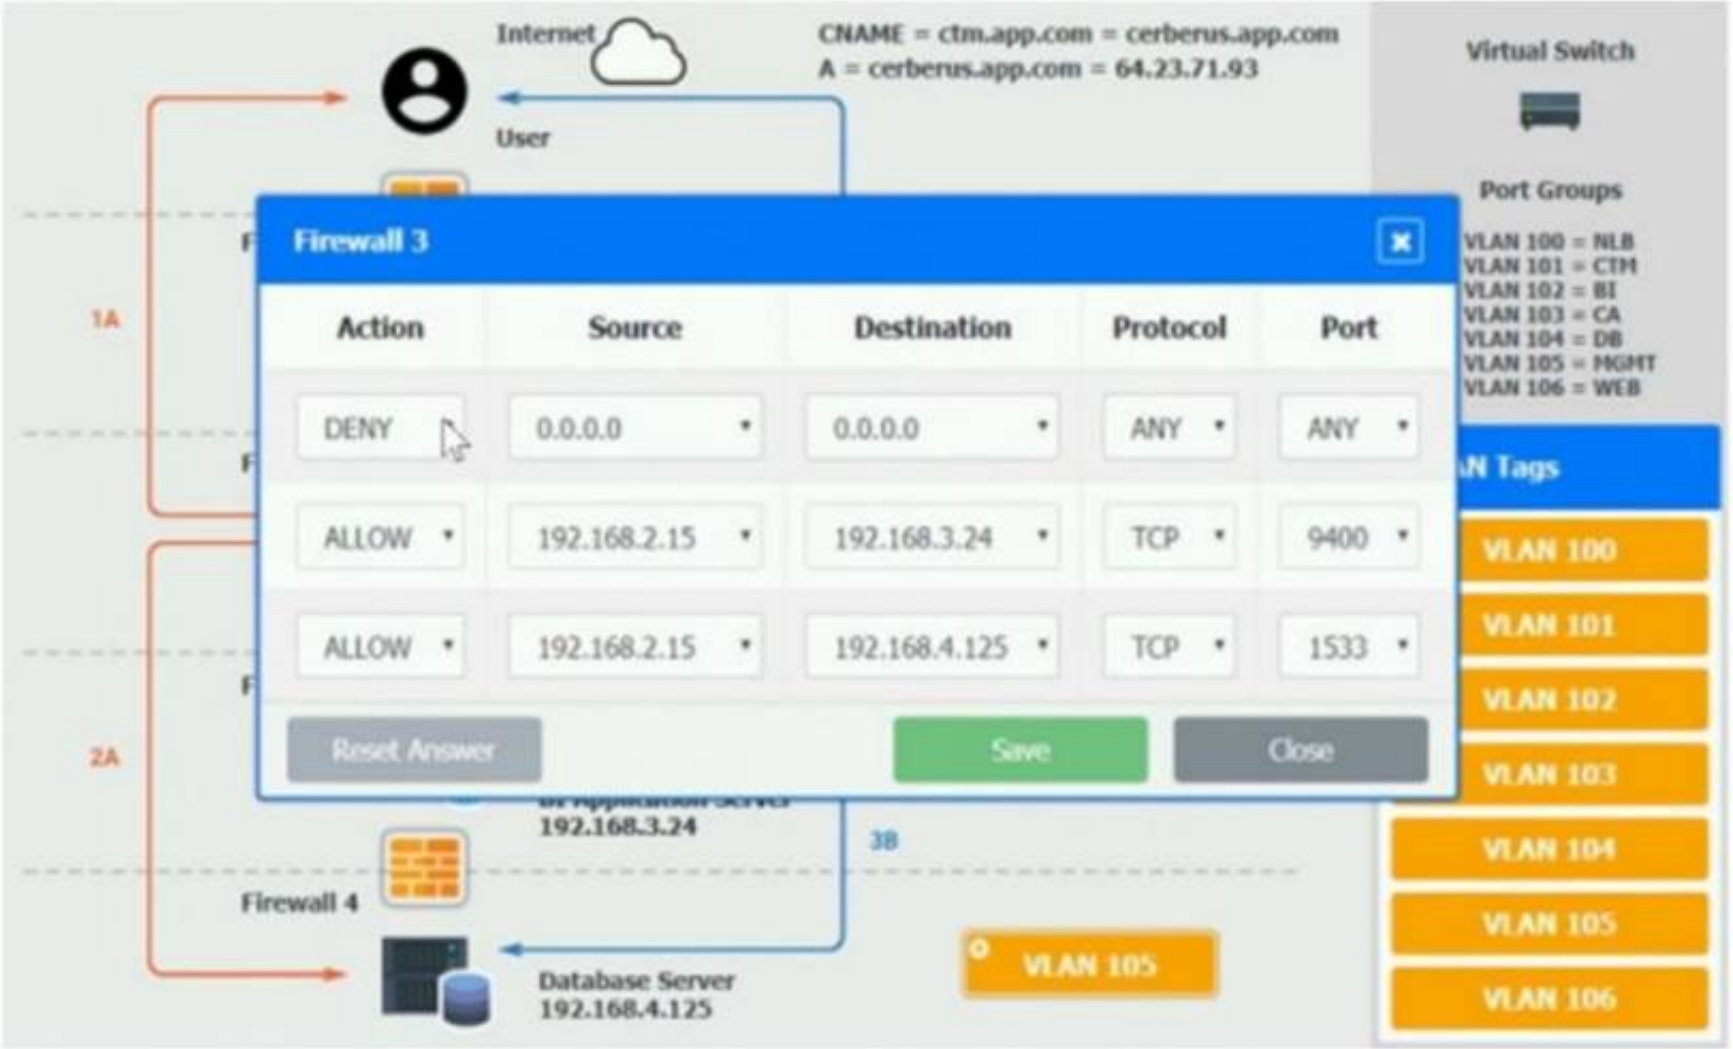 Internet
CNAME = ctm.app.com = cerberus.app.com
A = cerberus.app.com = 64.23.71.93
User
Virtual Switch
Port Groups
VLAN 100 = NLB
VLAN 101 = CTM
VLAN 102 = BI
VLAN 103 = CA
VLAN 104 = DB
VLAN 105 = MGMT
VLAN 106 = WEB
F
Firewall 3
1A
Action Source Destination Protocol Port
DENY 0.0.0.0 0.0.0.0 ANY ANY
F
AN Tags
ALLOW 192.168.2.15 192.168.3.24 TCP 9400
ALLOW 192.168.2.15 192.168.4.125 TCP 1533
F
Reset Answer Save Close
2A
VLAN 100
VLAN 101
VLAN 102
VLAN 103
VLAN 104
VLAN 105
VLAN 106
BI Application Server
192.168.3.24
3B
Firewall 4
Database Server
192.168.4.125
VLAN 105